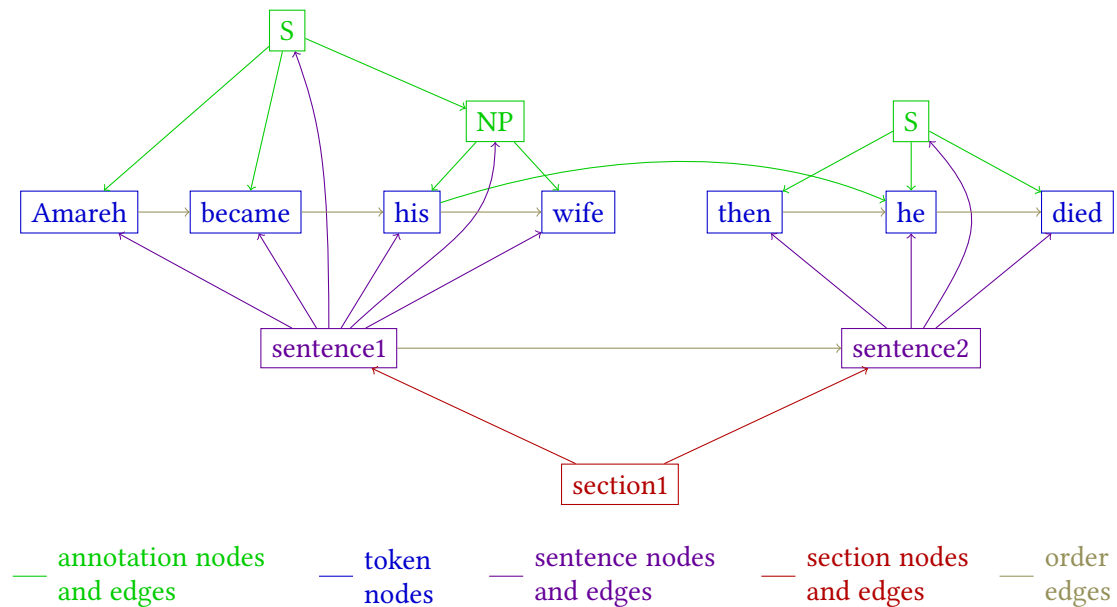 S
NP
S
Amareh became his wife then he died
sentence1 sentence2
section1
annotation nodes
and edges
token
nodes
sentence nodes
and edges
section nodes
and edges
order
edges